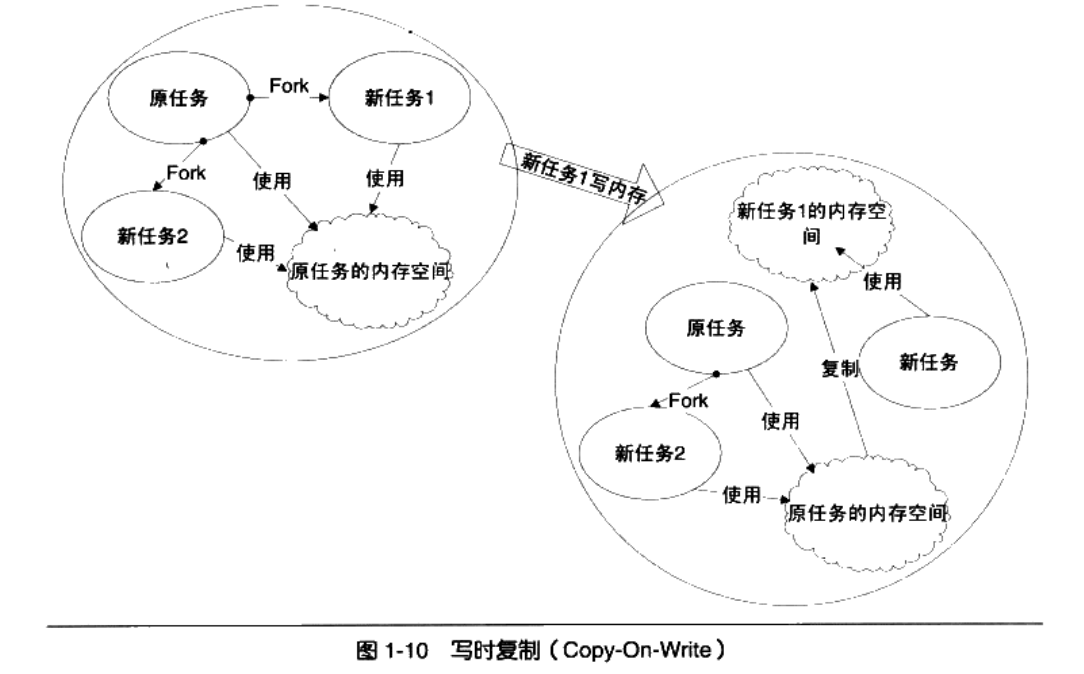 原任务
Fork
新任务1
Fork
使用
使用
新任务2
使用
原任务的内存空间
新任务1写内存
新任务1的内存空
间
使用
原任务
新任务
复制
Fork
使用
新任务2
使用
原任务的内存空间
图 1-10 写时复制（Copy-On-Write）